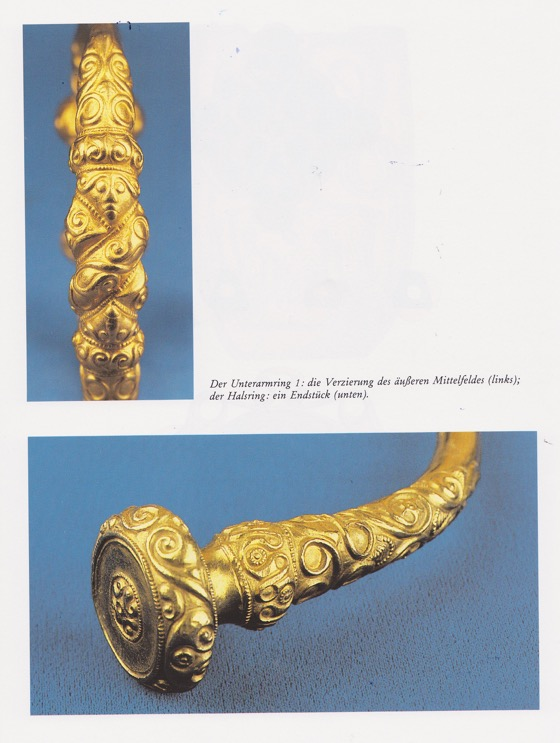 Der Unterarmring 1: die Verzierung des äußeren Mittelfeldes (links);
der Halsring: ein Endstück (unten).